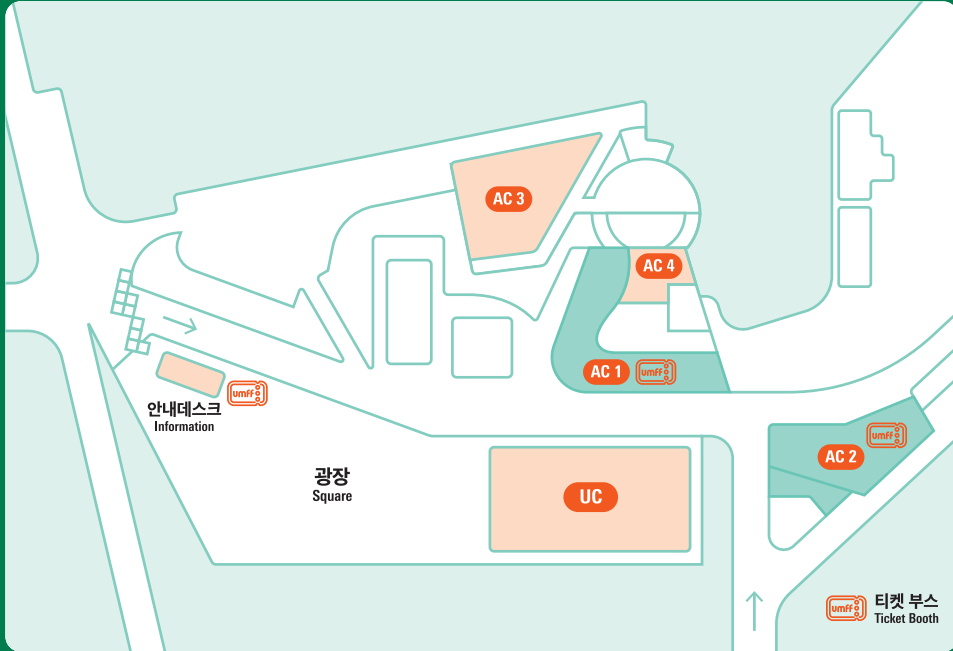 AC 3
AC 4
AC 1
umff
umff
안내데스크
Information
umff
AC 2
광장
Square
UC
umff
티켓 부스
Ticket Booth